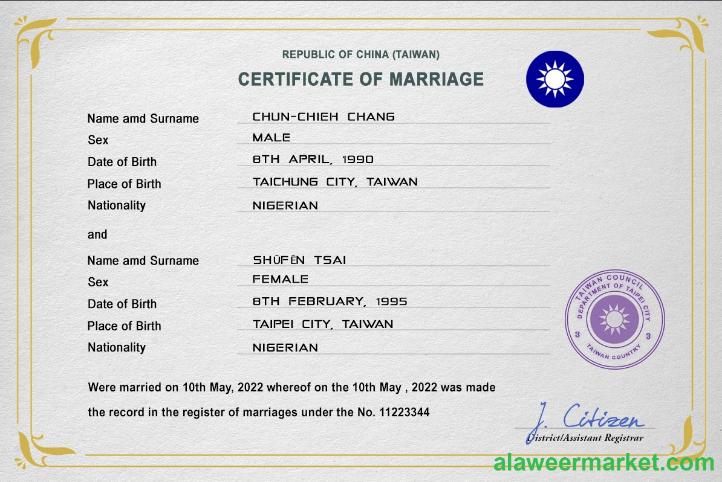 REPUBLIC OF CHINA (TAIWAN)
CERTIFICATE OF MARRIAGE
Name amd Surname CHUN-CHIEH CHANG
Sex MALE
Date of Birth 8TH APRIL, 1990
Place of Birth TAICHUNG CITY, TAIWAN
Nationality NIGERIAN
and
Name amd Surname SHÚFĒN TSAI
Sex FEMALE
Date of Birth 8TH FEBRUARY, 1995
Place of Birth TAIPEI CITY, TAIWAN
Nationality NIGERIAN
TAIWAN COUNCIL
DEPARTMENT OF TAIPEI CITY
3 3
TAIWAN COUNTRY
Were married on 10th May, 2022 whereof on the 10th May , 2022 was made
the record in the register of marriages under the No. 11223344
J. Citizen
District/Assistant Registrar
alaweermarket.com